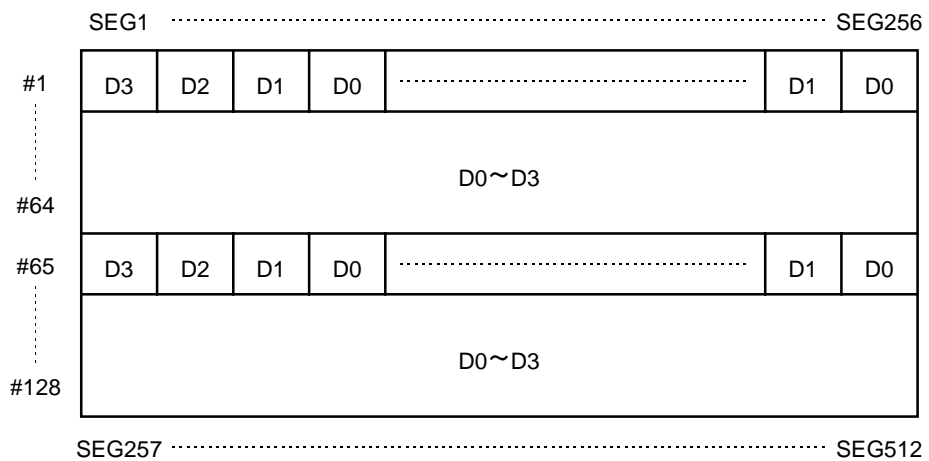 SEG1 SEG256
#1 D3 D2 D1 D0 D1 D0
D0～D3
#64
#65 D3 D2 D1 D0 D1 D0
D0～D3
#128
SEG257 SEG512